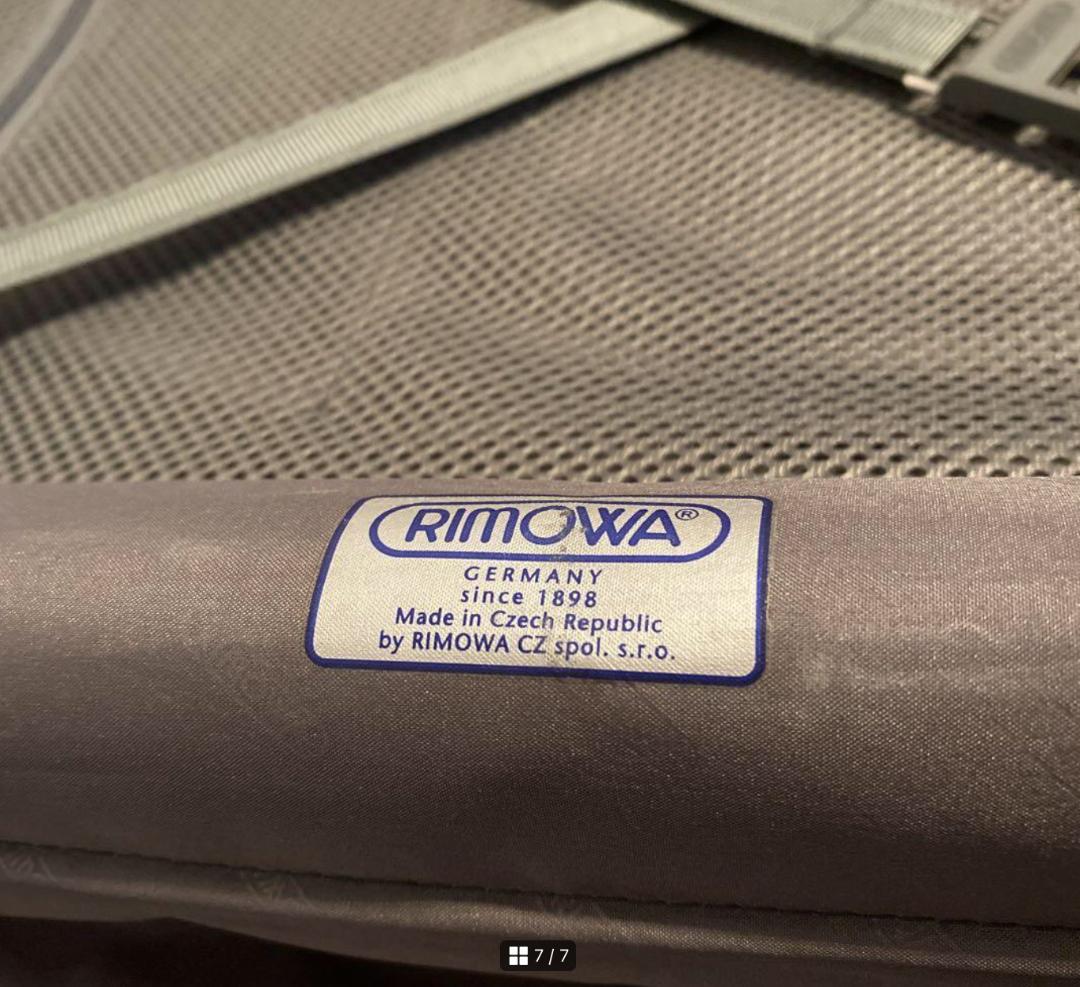 RIMOWA®
GERMANY
since 1898
Made in Czech Republic
by RIMOWA CZ spol. s.r.o.
7 / 7